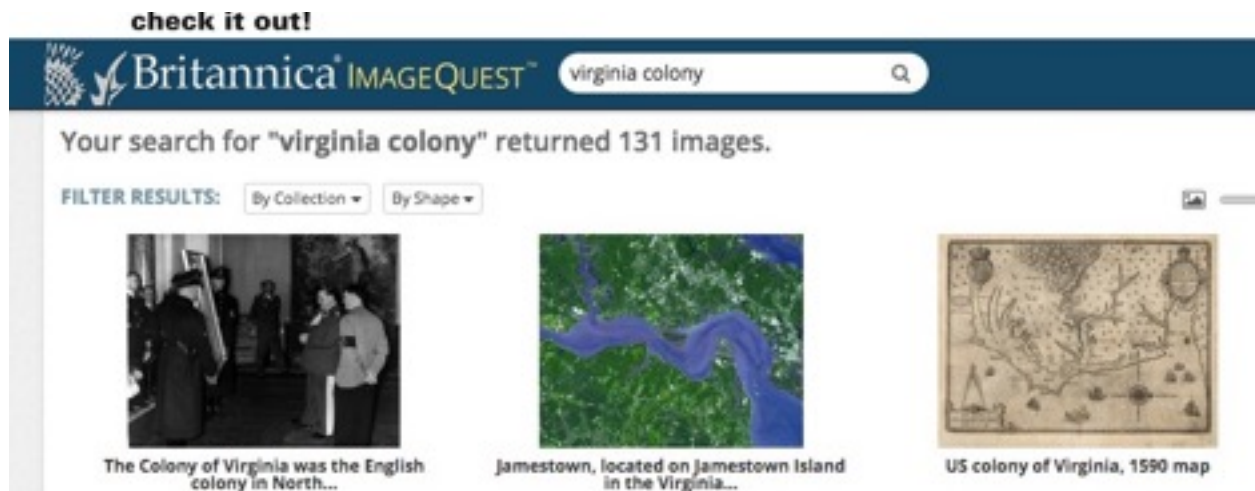 check it out!
Britannica® IMAGEQUEST™
virginia colony
Your search for "virginia colony" returned 131 images.
FILTER RESULTS: By Collection By Shape
The Colony of Virginia was the English
colony in North...
Jamestown, located on Jamestown Island
in the Virginia...
US colony of Virginia, 1590 map